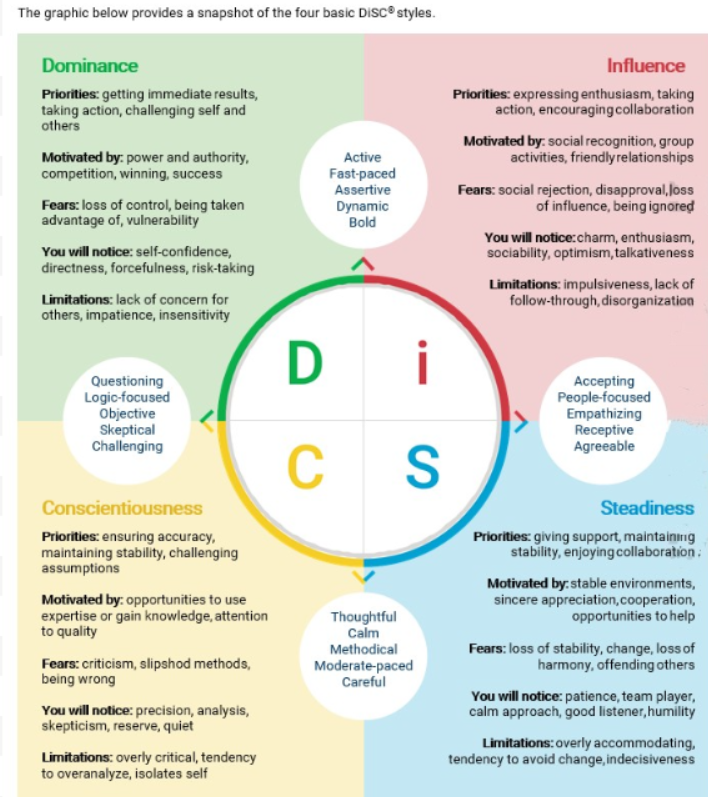 The graphic below provides a snapshot of the four basic DiSC® styles.
Dominance
Priorities: getting immediate results,
taking action, challenging self and
others
Motivated by: power and authority,
competition, winning, success
Fears: loss of control, being taken
advantage of, vulnerability
You will notice: self-confidence,
directness, forcefulness, risk-taking
Limitations: lack of concern for
others, impatience, insensitivity
Influence
Priorities: expressing enthusiasm, taking
action, encouraging collaboration
Motivated by: social recognition, group
activities, friendly relationships
Fears: social rejection, disapproval, loss
of influence, being ignored
You will notice: charm, enthusiasm,
sociability, optimism, talkativeness
Limitations: impulsiveness, lack of
follow-through, disorganization
Active
Fast-paced
Assertive
Dynamic
Bold
D
i
C
S
Questioning
Logic-focused
Objective
Skeptical
Challenging
Accepting
People-focused
Empathizing
Receptive
Agreeable
Conscientiousness
Priorities: ensuring accuracy,
maintaining stability, challenging
assumptions
Motivated by: opportunities to use
expertise or gain knowledge, attention
to quality
Fears: criticism, slipshod methods,
being wrong
You will notice: precision, analysis,
skepticism, reserve, quiet
Limitations: overly critical, tendency
to overanalyze, isolates self
Thoughtful
Calm
Methodical
Moderate-paced
Careful
Steadiness
Priorities: giving support, maintaining
stability, enjoying collaboration
Motivated by: stable environments,
sincere appreciation, cooperation,
opportunities to help
Fears: loss of stability, change, loss of
harmony, offending others
You will notice: patience, team player,
calm approach, good listener, humility
Limitations: overly accommodating,
tendency to avoid change, indecisiveness